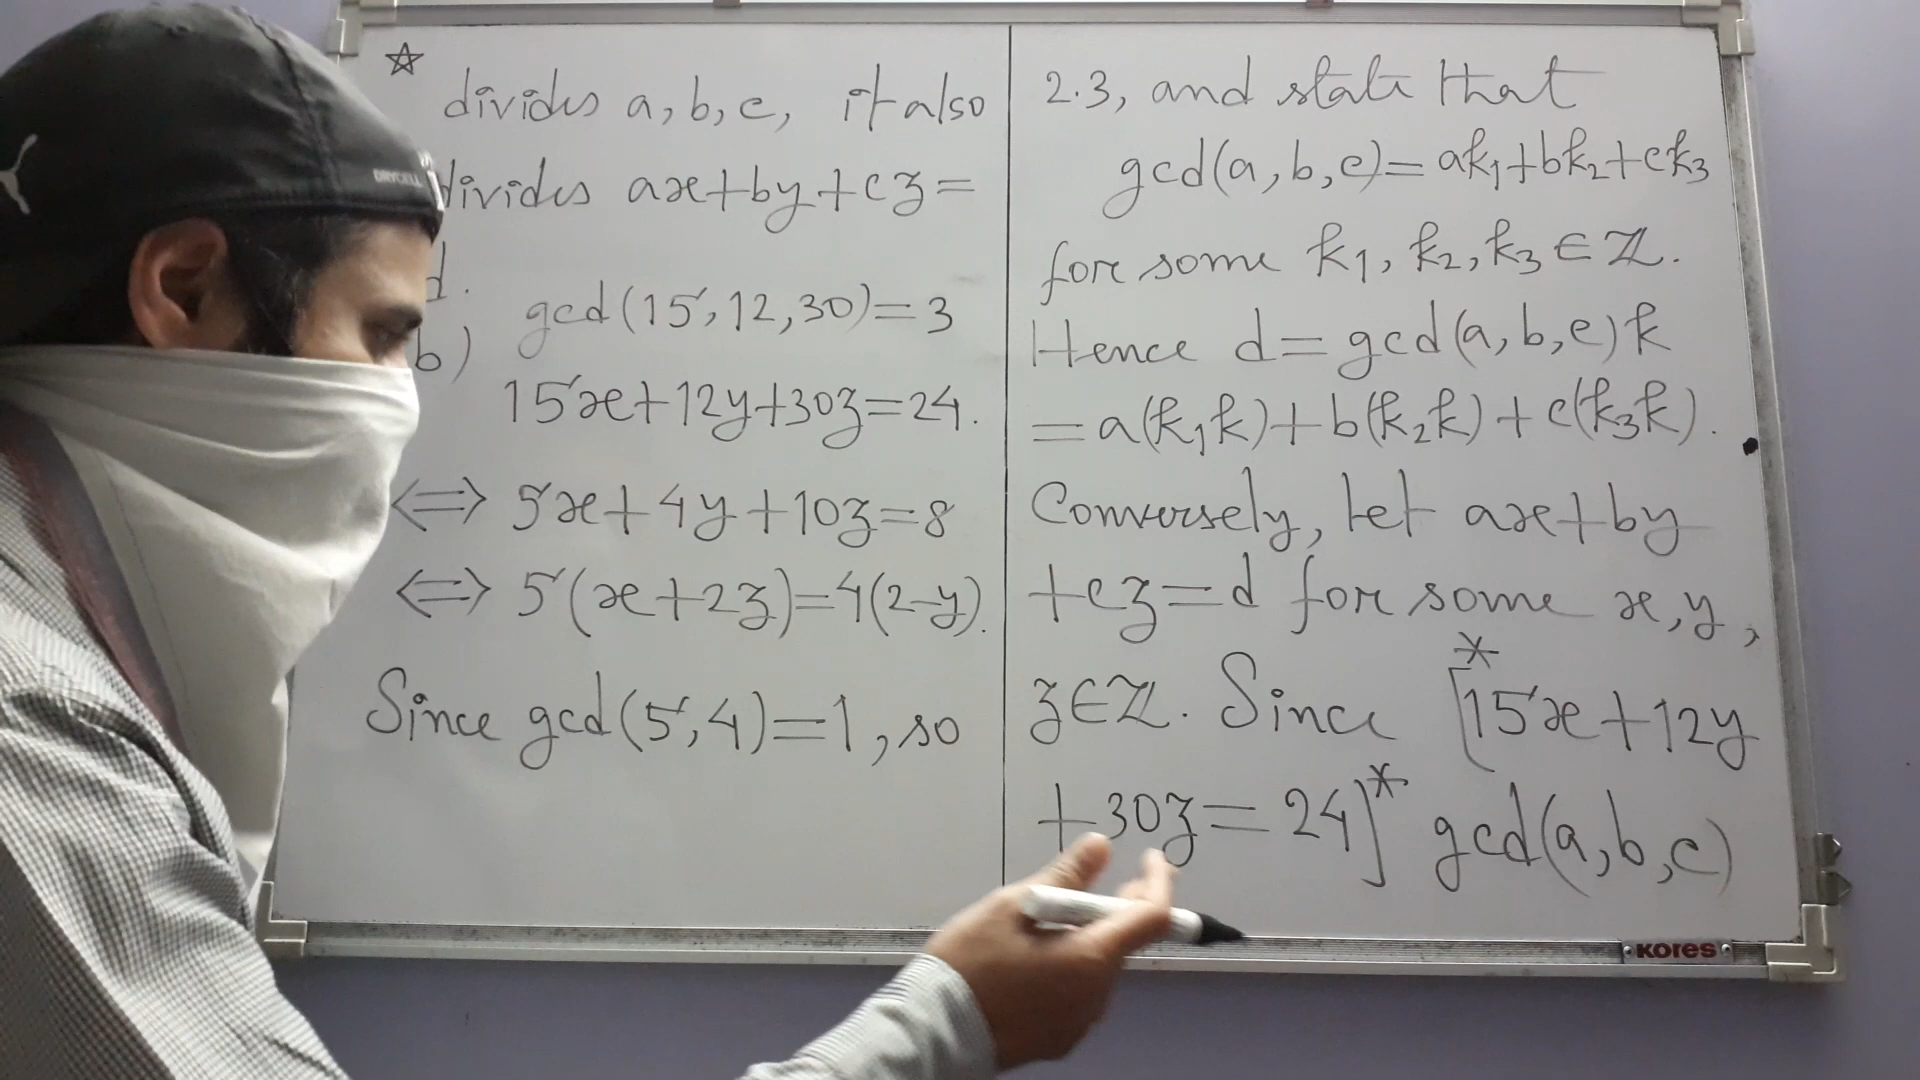 ☆
divides a, b, c, it also
divides ax+by+cz=
d.
gcd(15,12,30)=3
b)
15x+12y+30z=24.
⇔ 5x+4y+10z=8
⇔ 5(x+2z)=4(2-y).
Since gcd(5,4)=1, so
2.3, and state that
gcd(a,b,c)=ak₁+bk₂+ck₃
for some k₁, k₂, k₃∈ℤ.
Hence d=gcd(a,b,c)k
=a(k₁k)+b(k₂k)+c(k₃k).
Conversely, let ax+by
+cz=d for some x,y,
z∈ℤ. Since *[15x+12y
+30z=24]* gcd(a,b,c)
KORES
DRYCELL